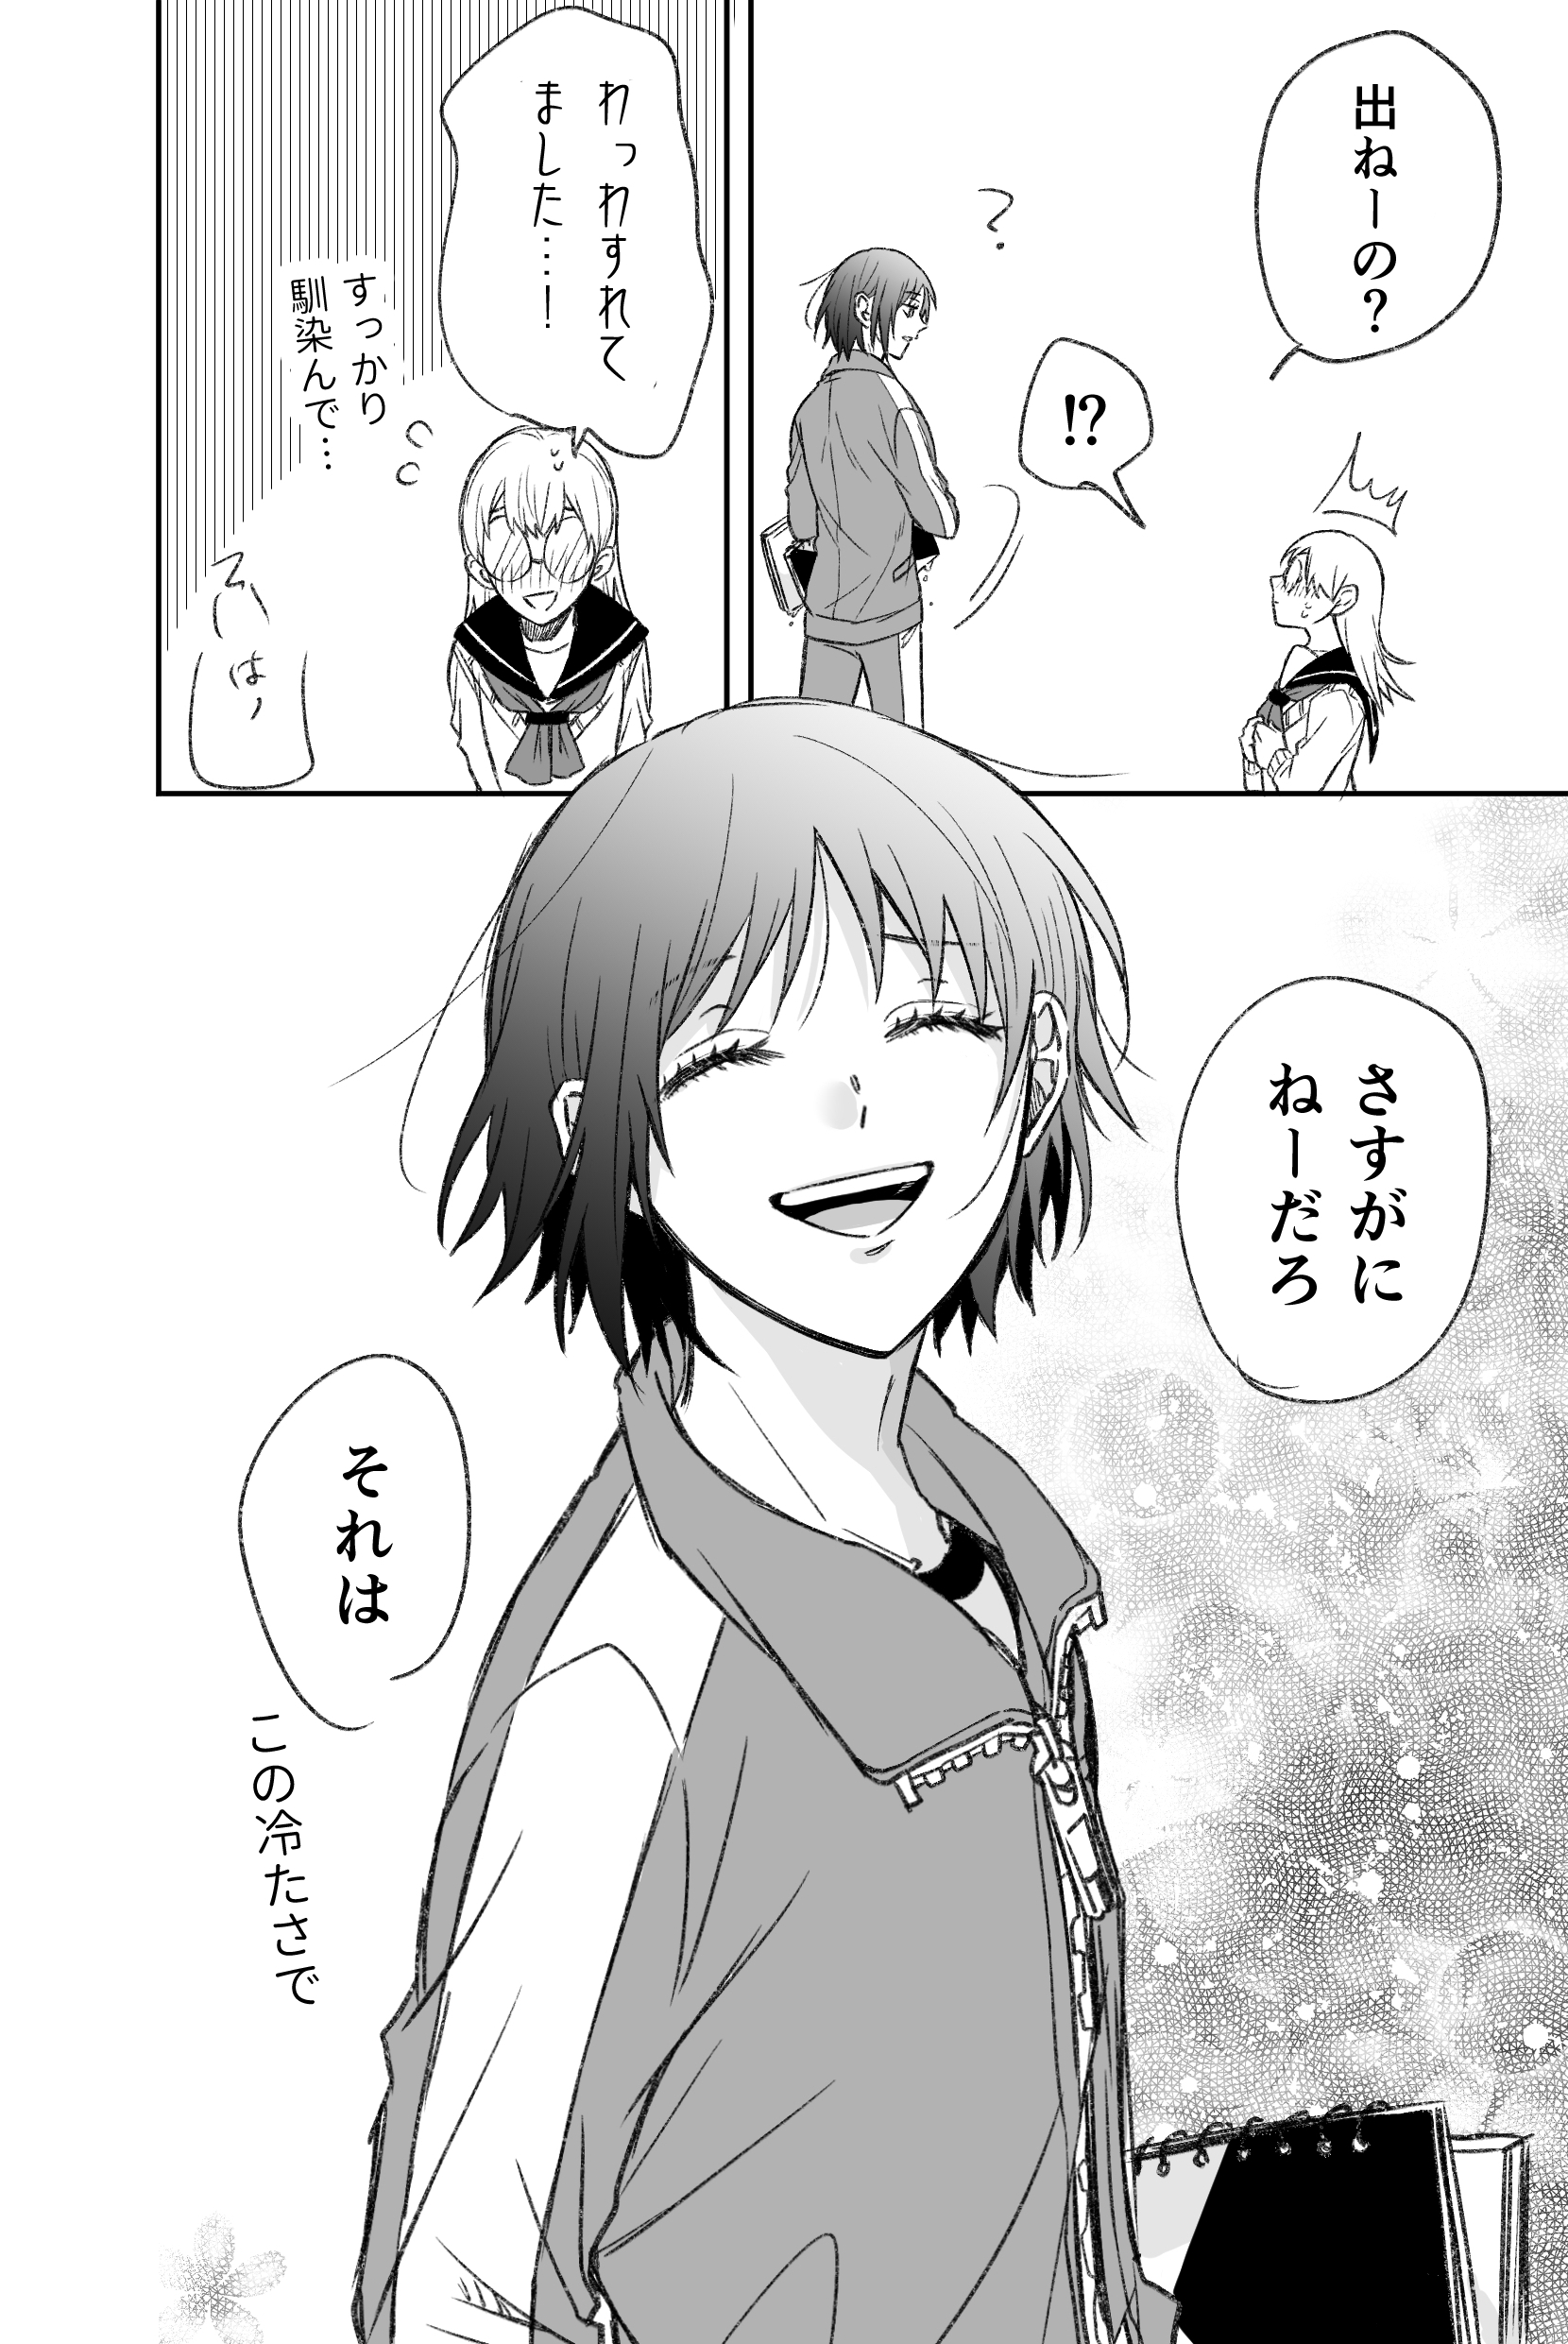 出ねーの？
？
!?
わっわすれて
ました…！
すっかり
馴染んで…
は，
さすがに
ねーだろ
それは
この冷たさで